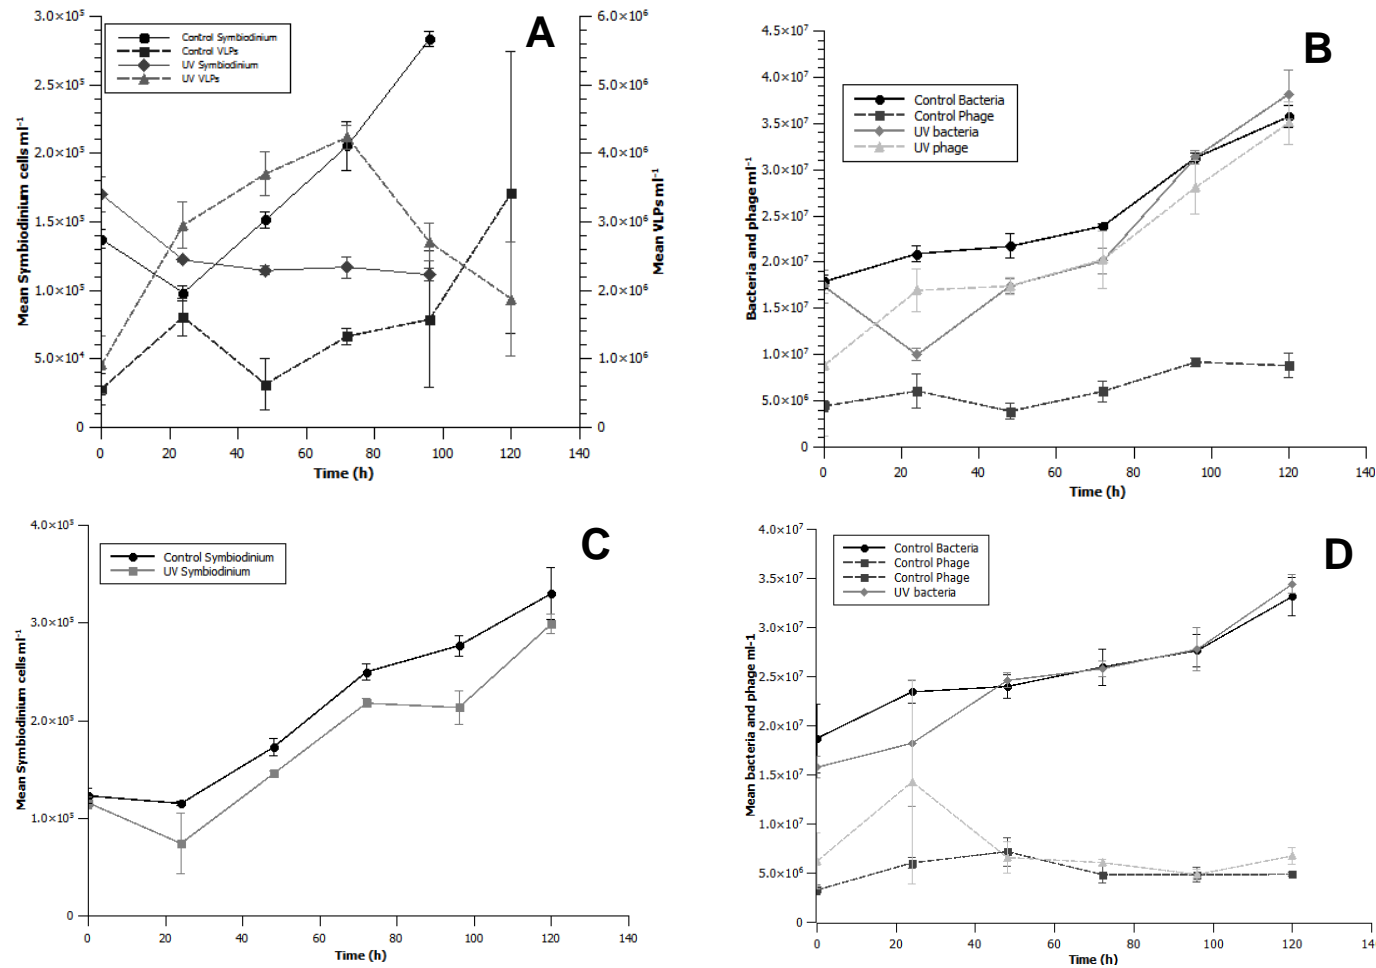 A
3.0×10⁵
2.5×10⁵
2.0×10⁵
1.5×10⁵
1.0×10⁵
5.0×10⁴
0
Mean Symbiodinium cells ml⁻¹
Control Symbiodinium
Control VLPs
UV Symbiodinium
UV VLPs
6.0×10⁶
5.0×10⁶
4.0×10⁶
3.0×10⁶
2.0×10⁶
1.0×10⁶
0
Mean VLPs ml⁻¹
0 20 40 60 80 100 120 140
Time (h)
B
4.5×10⁷
4.0×10⁷
3.5×10⁷
3.0×10⁷
2.5×10⁷
2.0×10⁷
1.5×10⁷
1.0×10⁷
5.0×10⁶
0
Bacteria and phage ml⁻¹
Control Bacteria
Control Phage
UV bacteria
UV phage
0 20 40 60 80 100 120 140
Time (h)
C
4.0×10⁵
3.0×10⁵
2.0×10⁵
1.0×10⁵
0
Mean Symbiodinium cells ml⁻¹
Control Symbiodinium
UV Symbiodinium
0 20 40 60 80 100 120 140
Time (h)
D
4.0×10⁷
3.5×10⁷
3.0×10⁷
2.5×10⁷
2.0×10⁷
1.5×10⁷
1.0×10⁷
5.0×10⁶
0
Mean bacteria and phage ml-1
Control Bacteria
Control Phage
Control Phage
UV bacteria
0 20 40 60 80 100 120 140
Time (h)